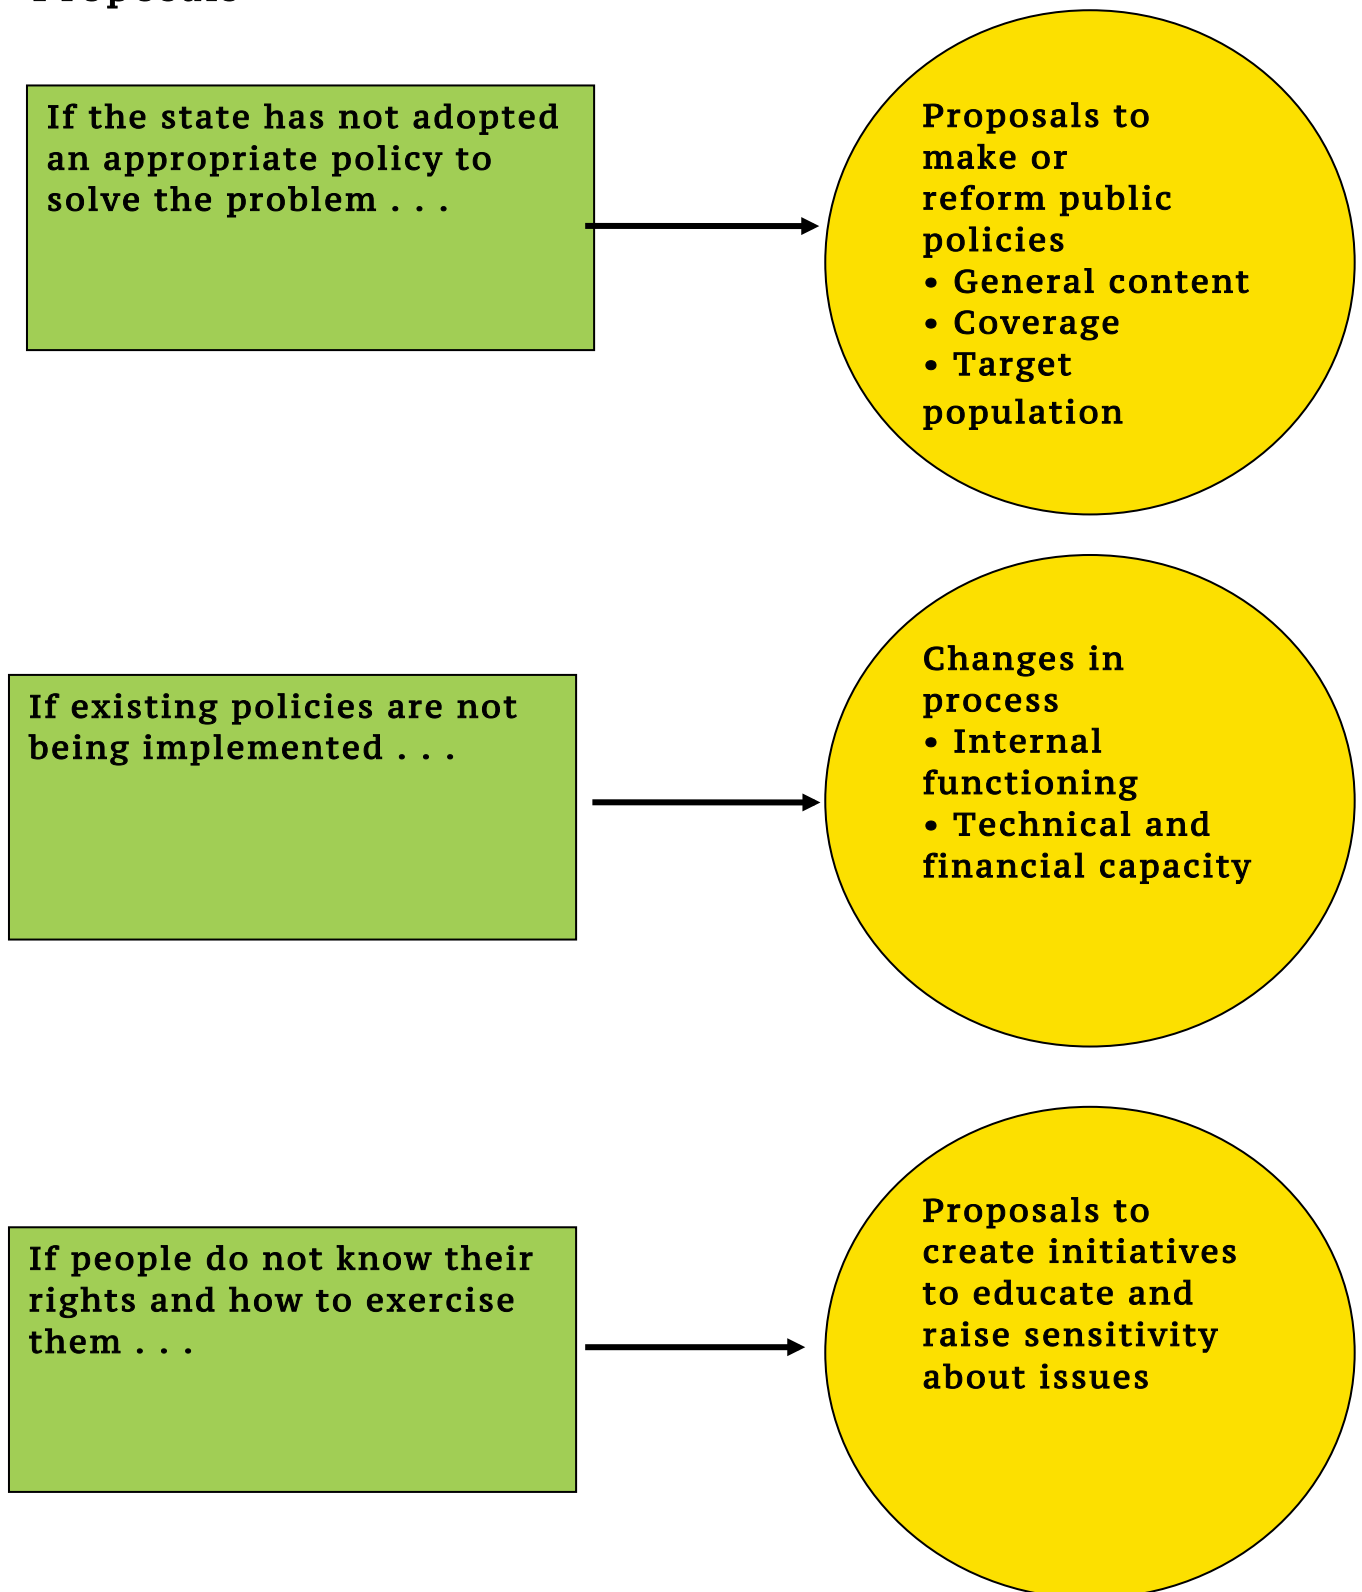 Proposals
If the state has not adopted
an appropriate policy to
solve the problem . . .
Proposals to
make or
reform public
policies
• General content
• Coverage
• Target
population
If existing policies are not
being implemented . . .
Changes in
process
• Internal
functioning
• Technical and
financial capacity
If people do not know their
rights and how to exercise
them . . .
Proposals to
create initiatives
to educate and
raise sensitivity
about issues